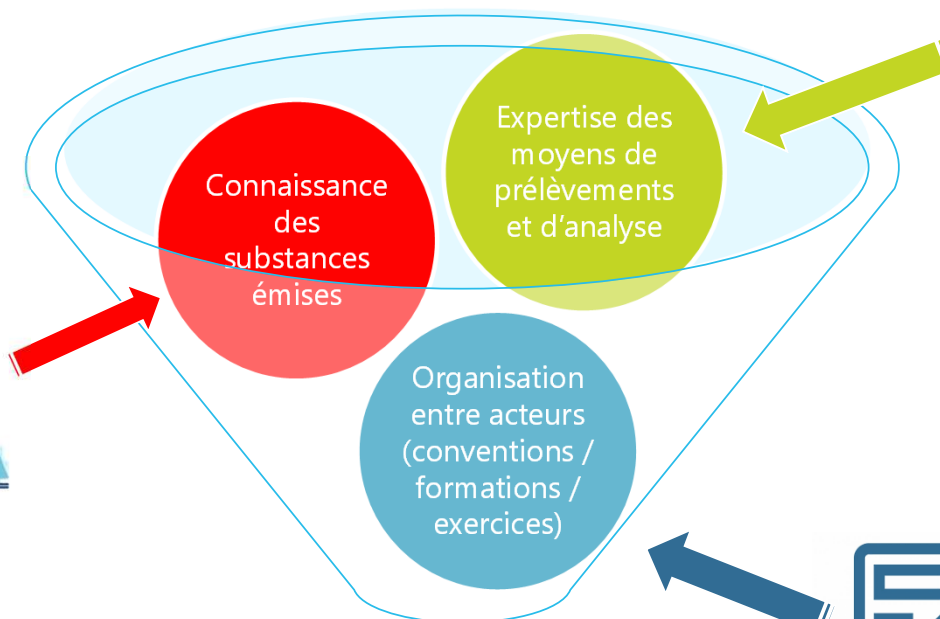 Connaissance
des
substances
émises
Expertise des
moyens de
prélèvements
et d'analyse
Organisation
entre acteurs
(conventions /
formations /
exercices)